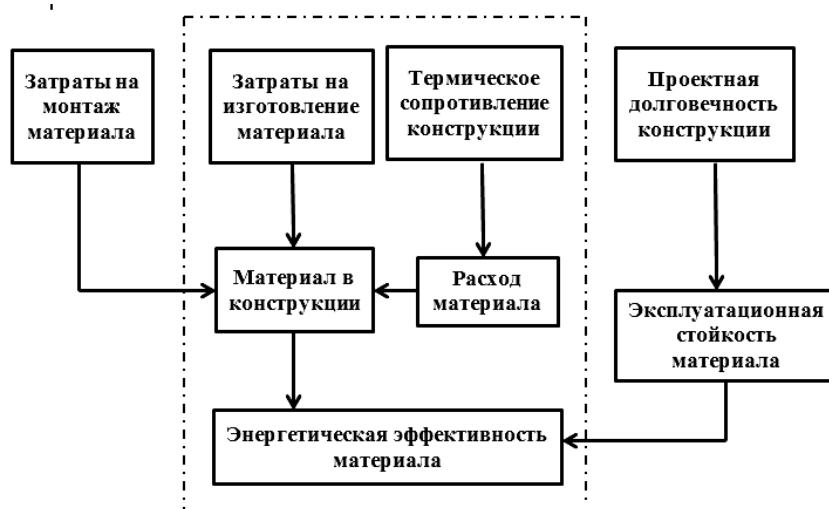 Затраты на
монтаж
материала
Затраты на
изготовление
материала
Термическое
сопротивление
конструкции
Проектная
долговечность
конструкции
Материал в
конструкции
Расход
материала
Эксплуатационная
стойкость
материала
Энергетическая эффективность
материала